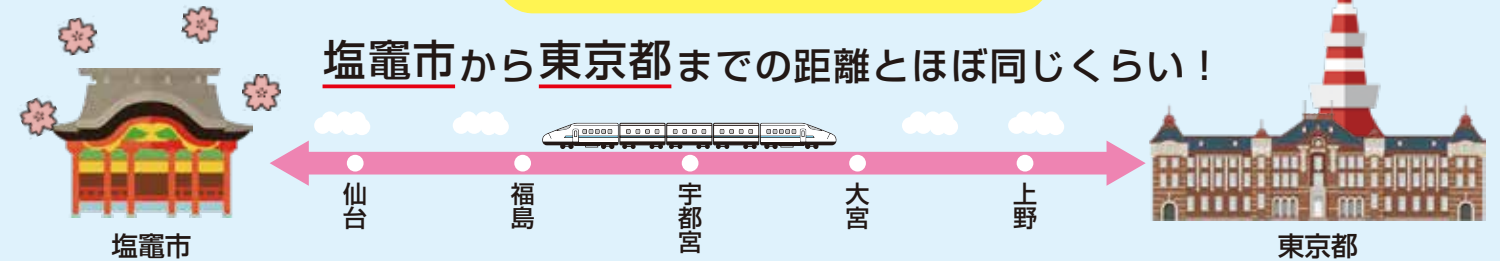 塩竈市から東京都までの距離とほぼ同じくらい！
仙台
福島
宇都宮
大宮
上野
塩竈市
東京都